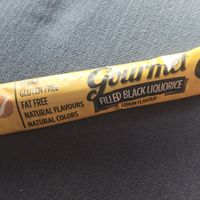 GLUTEN FREE
FAT FREE
NATURAL FLAVOURS
NATURAL COLORS
Gourmet
FILLED BLACK LIQUORICE
LEMON FLAVOUR